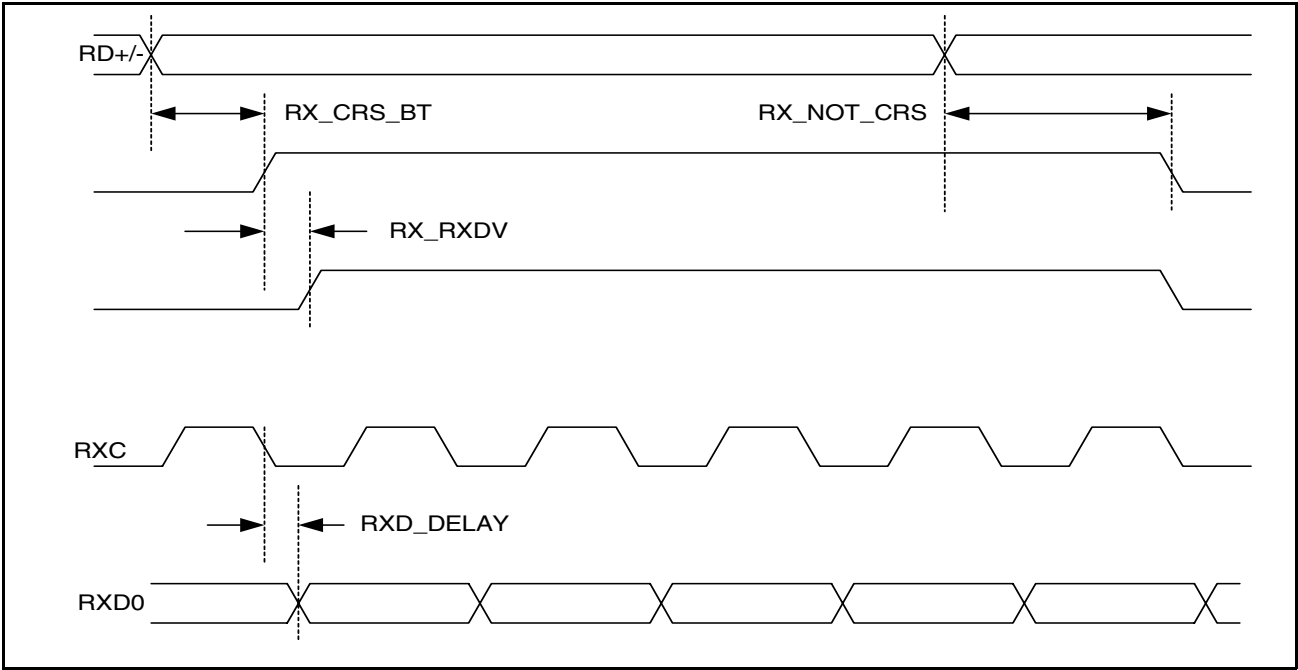 RD+/-
RX_CRS_BT
RX_NOT_CRS
RX_RXDV
RXC
RXD_DELAY
RXD0